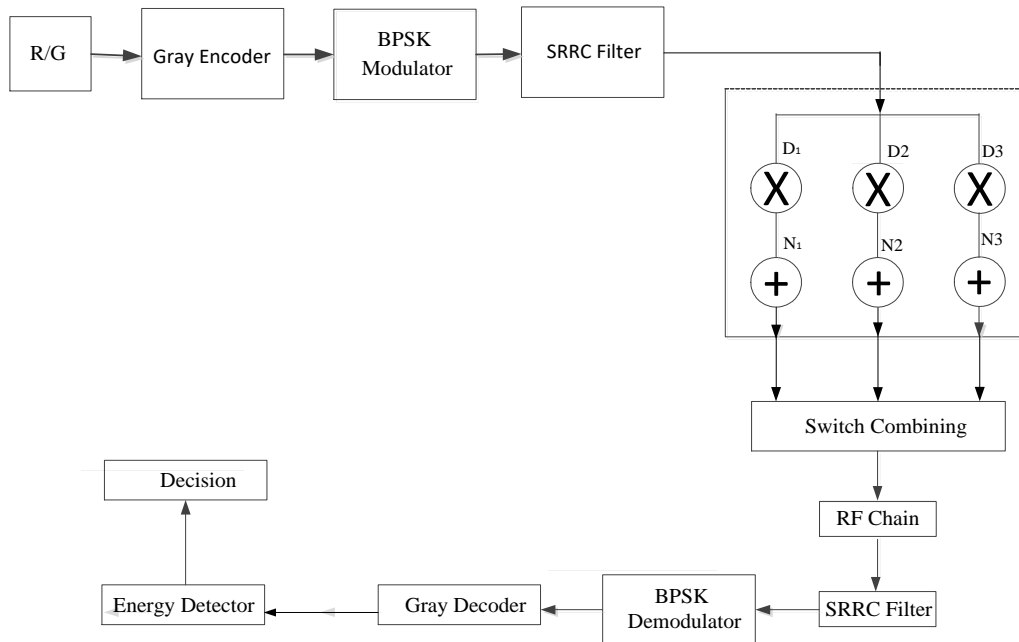 R/G
Gray Encoder
BPSK
Modulator
SRRC Filter
D1 D2 D3
X X X
N1 N2 N3
+ + +
Switch Combining
RF Chain
SRRC Filter
BPSK
Demodulator
Gray Decoder
Energy Detector
Decision